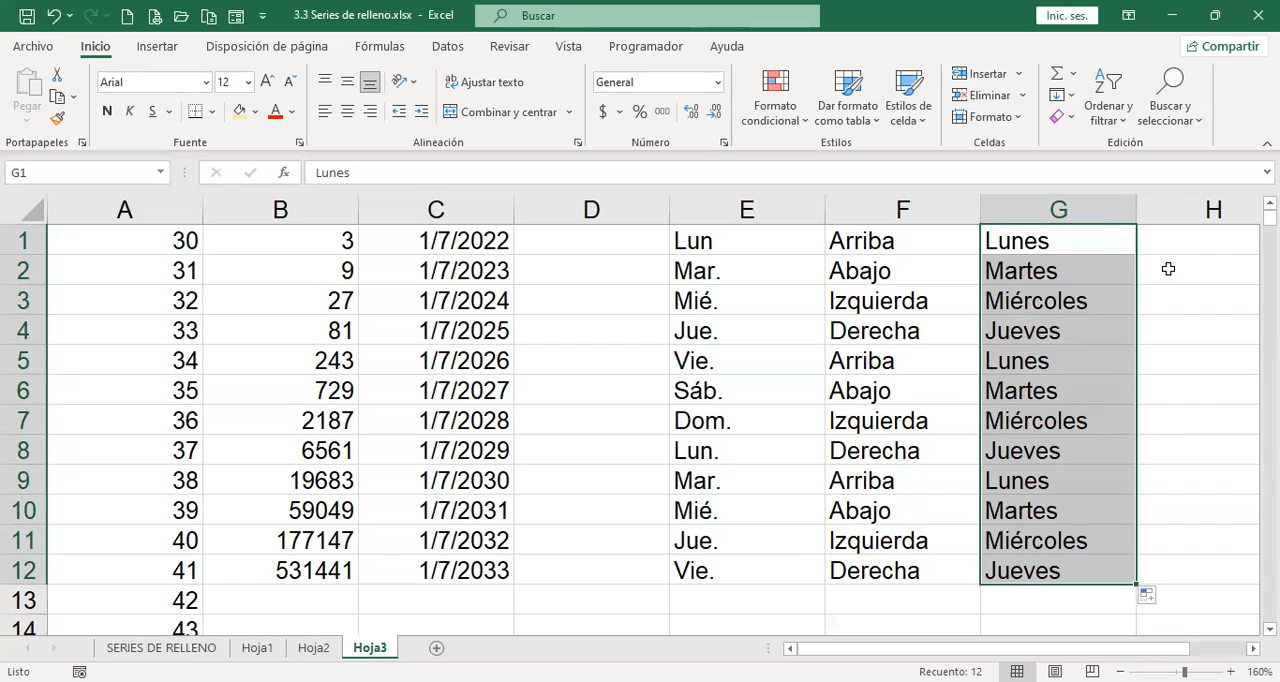 3.3 Series de relleno.xlsx - Excel
Buscar
Inic. ses.
Archivo Inicio Insertar Disposición de página Fórmulas Datos Revisar Vista Programador Ayuda Compartir
Pegar
Portapapeles
Arial 12
N K S
Fuente
Ajustar texto
Combinar y centrar
Alineación
General
$ % 000
Número
Formato condicional
Dar formato como tabla
Estilos de celda
Estilos
Insertar
Eliminar
Formato
Celdas
Ordenar y filtrar
Buscar y seleccionar
Edición
G1 fx Lunes
A B C D E F G H
1 30 3 1/7/2022 Lun Arriba Lunes
2 31 9 1/7/2023 Mar. Abajo Martes
3 32 27 1/7/2024 Mié. Izquierda Miércoles
4 33 81 1/7/2025 Jue. Derecha Jueves
5 34 243 1/7/2026 Vie. Arriba Lunes
6 35 729 1/7/2027 Sáb. Abajo Martes
7 36 2187 1/7/2028 Dom. Izquierda Miércoles
8 37 6561 1/7/2029 Lun. Derecha Jueves
9 38 19683 1/7/2030 Mar. Arriba Lunes
10 39 59049 1/7/2031 Mié. Abajo Martes
11 40 177147 1/7/2032 Jue. Izquierda Miércoles
12 41 531441 1/7/2033 Vie. Derecha Jueves
13 42
14 43
SERIES DE RELLENO Hoja1 Hoja2 Hoja3
Listo Recuento: 12 160%